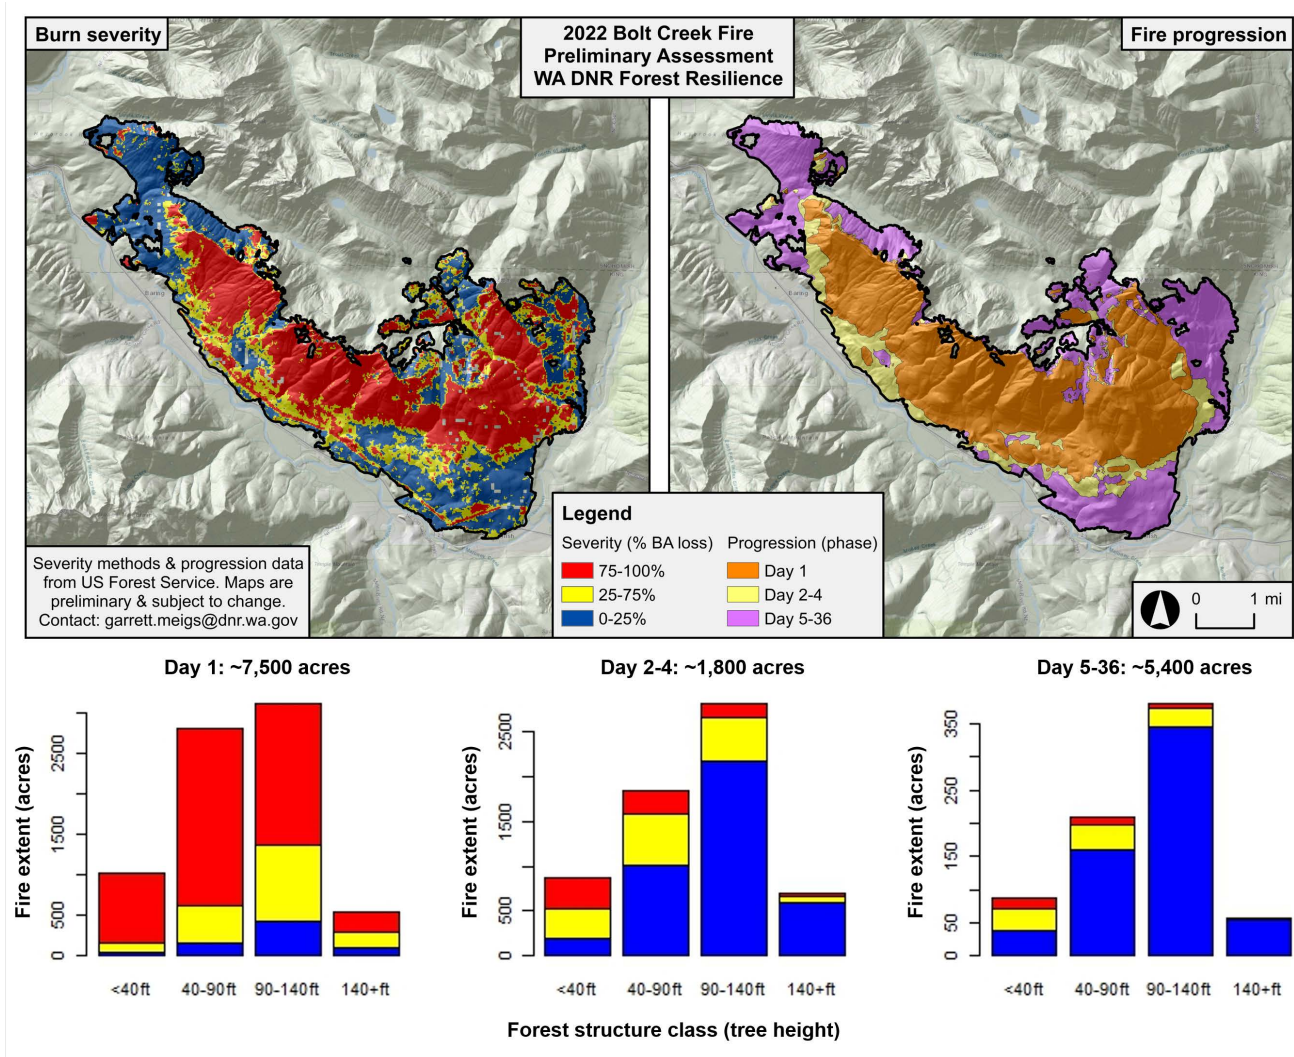 Burn severity
2022 Bolt Creek Fire
Preliminary Assessment
WA DNR Forest Resilience
Fire progression
Baring
Baring
Legend
Severity (% BA loss)
Progression (phase)
75-100%
Day 1
25-75%
Day 2-4
0-25%
Day 5-36
Severity methods & progression data
from US Forest Service. Maps are
preliminary & subject to change.
Contact: garrett.meigs@dnr.wa.gov
0
1 mi
Day 1: ~7,500 acres
Day 2-4: ~1,800 acres
Day 5-36: ~5,400 acres
Fire extent (acres)
2500
1500
500
0
<40ft
40-90ft
90-140ft
140+ft
Fire extent (acres)
2500
1500
500
0
<40ft
40-90ft
90-140ft
140+ft
Fire extent (acres)
350
250
150
50
0
<40ft
40-90ft
90-140ft
140+ft
Forest structure class (tree height)